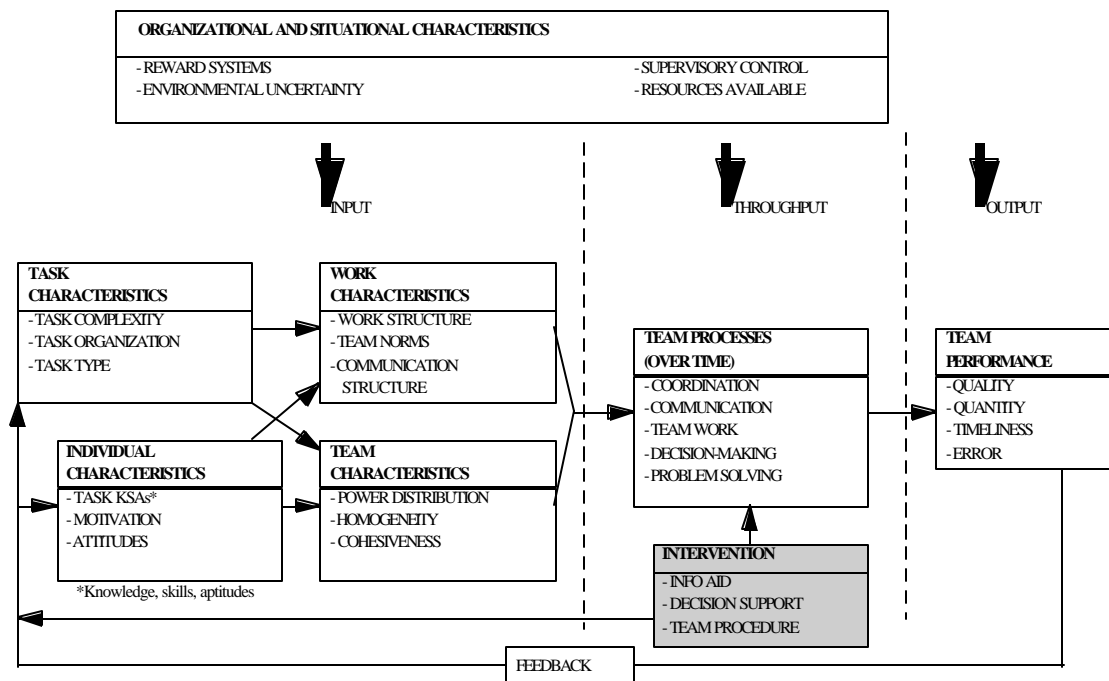 ORGANIZATIONAL AND SITUATIONAL CHARACTERISTICS
- REWARD SYSTEMS
- ENVIRONMENTAL UNCERTAINTY
- SUPERVISORY CONTROL
- RESOURCES AVAILABLE
INPUT
THROUGHPUT
OUTPUT
TASK
CHARACTERISTICS
- TASK COMPLEXITY
- TASK ORGANIZATION
- TASK TYPE
WORK
CHARACTERISTICS
- WORK STRUCTURE
- TEAM NORMS
- COMMUNICATION
STRUCTURE
INDIVIDUAL
CHARACTERISTICS
- TASK KSAs*
- MOTIVATION
- ATTITUDES
*Knowledge, skills, aptitudes
TEAM
CHARACTERISTICS
- POWER DISTRIBUTION
- HOMOGENEITY
- COHESIVENESS
TEAM PROCESSES
(OVER TIME)
- COORDINATION
- COMMUNICATION
- TEAM WORK
- DECISION-MAKING
- PROBLEM SOLVING
TEAM
PERFORMANCE
- QUALITY
- QUANTITY
- TIMELINESS
- ERROR
INTERVENTION
- INFO AID
- DECISION SUPPORT
- TEAM PROCEDURE
FEEDBACK